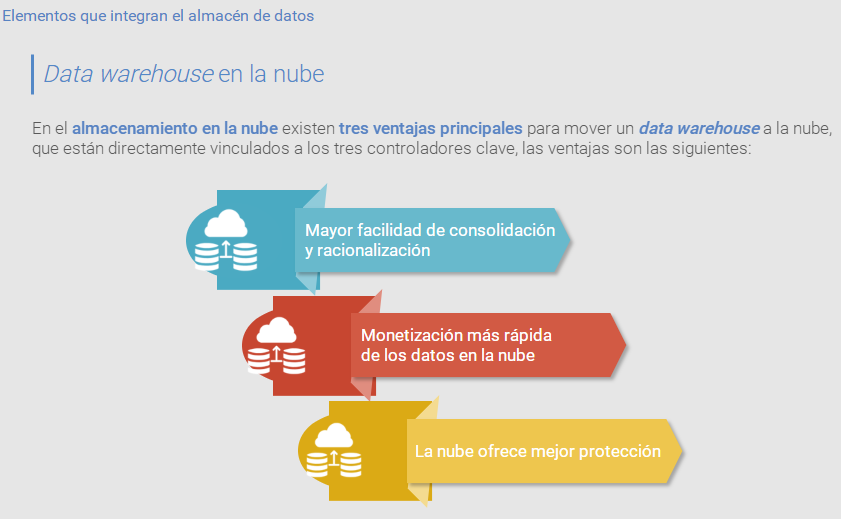 Elementos que integran el almacén de datos
Data warehouse en la nube
En el almacenamiento en la nube existen tres ventajas principales para mover un data warehouse a la nube,
que están directamente vinculados a los tres controladores clave, las ventajas son las siguientes:
Mayor facilidad de consolidación
y racionalización
Monetización más rápida
de los datos en la nube
La nube ofrece mejor protección